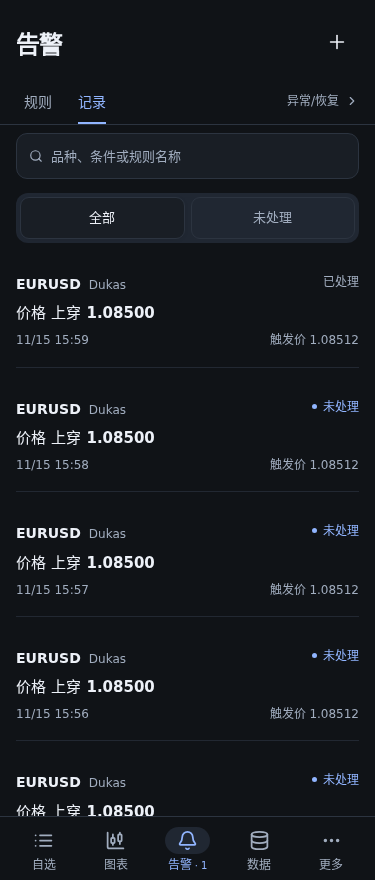 告警
规则 记录 异常/恢复
品种、条件或规则名称
全部 未处理
EURUSD Dukas 已处理
价格 上穿 1.08500
11/15 15:59 触发价 1.08512
EURUSD Dukas 未处理
价格 上穿 1.08500
11/15 15:58 触发价 1.08512
EURUSD Dukas 未处理
价格 上穿 1.08500
11/15 15:57 触发价 1.08512
EURUSD Dukas 未处理
价格 上穿 1.08500
11/15 15:56 触发价 1.08512
EURUSD Dukas 未处理
价格 上穿 1.08500
自选 图表 告警 · 1 数据 更多